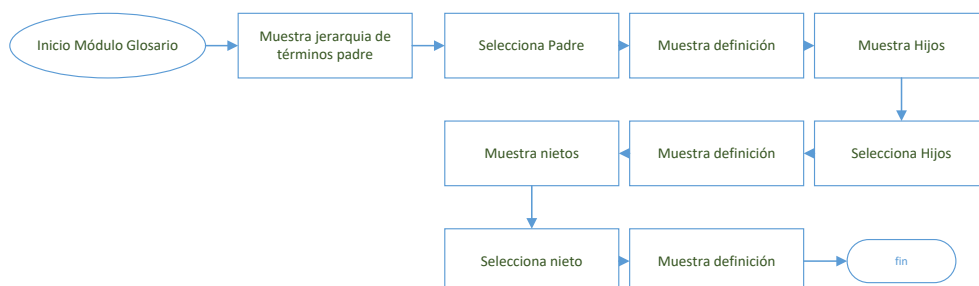 Inicio Módulo Glosario
Muestra jerarquia de
términos padre
Selecciona Padre
Muestra definición
Muestra Hijos
Selecciona Hijos
Muestra definición
Muestra nietos
Selecciona nieto
Muestra definición
fin